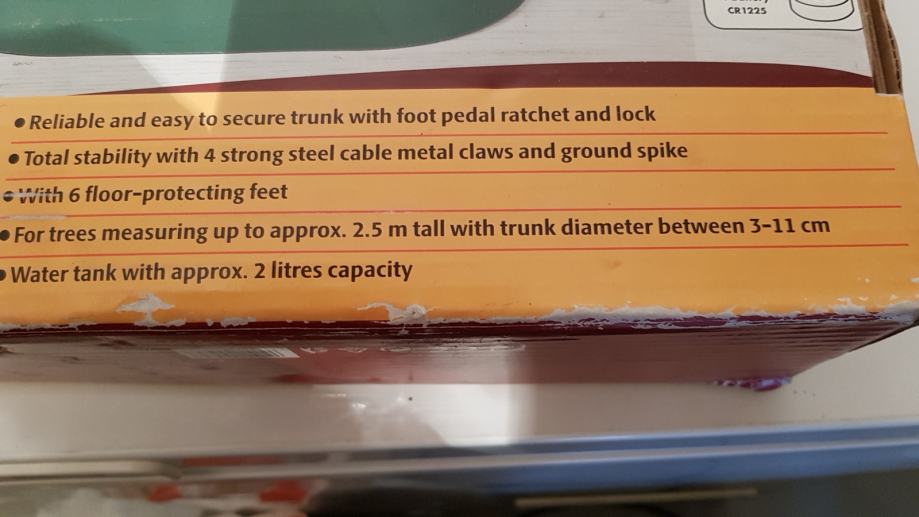 CR1225
• Reliable and easy to secure trunk with foot pedal ratchet and lock
• Total stability with 4 strong steel cable metal claws and ground spike
• With 6 floor-protecting feet
• For trees measuring up to approx. 2.5 m tall with trunk diameter between 3-11 cm
• Water tank with approx. 2 litres capacity